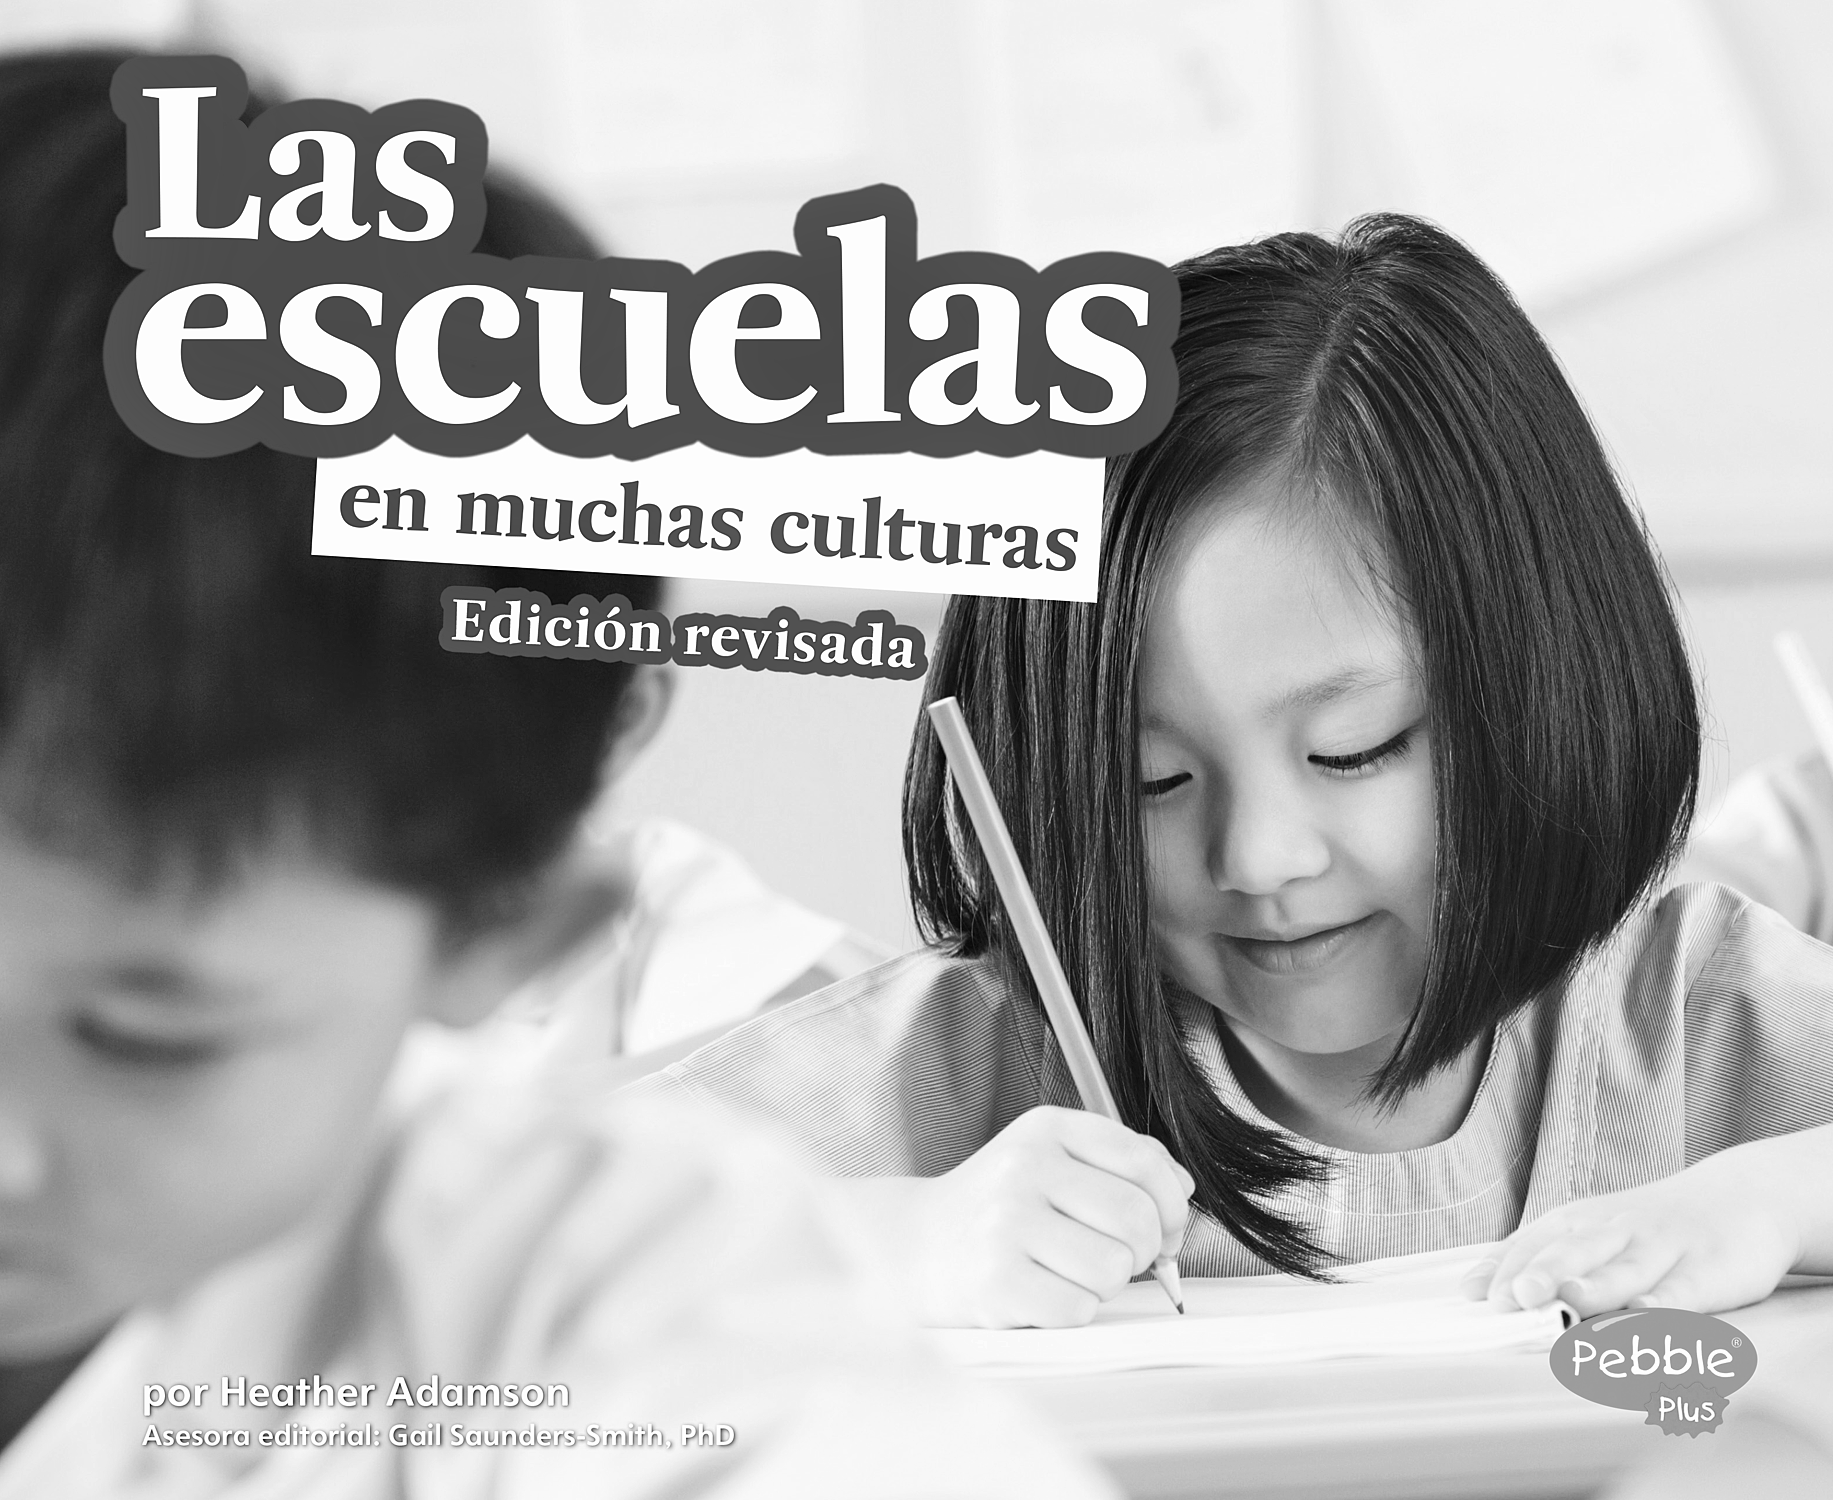 Las
escuelas
en muchas culturas
Edición revisada
por Heather Adamson
Asesora editorial: Gail Saunders-Smith, PhD
Pebble®
Plus